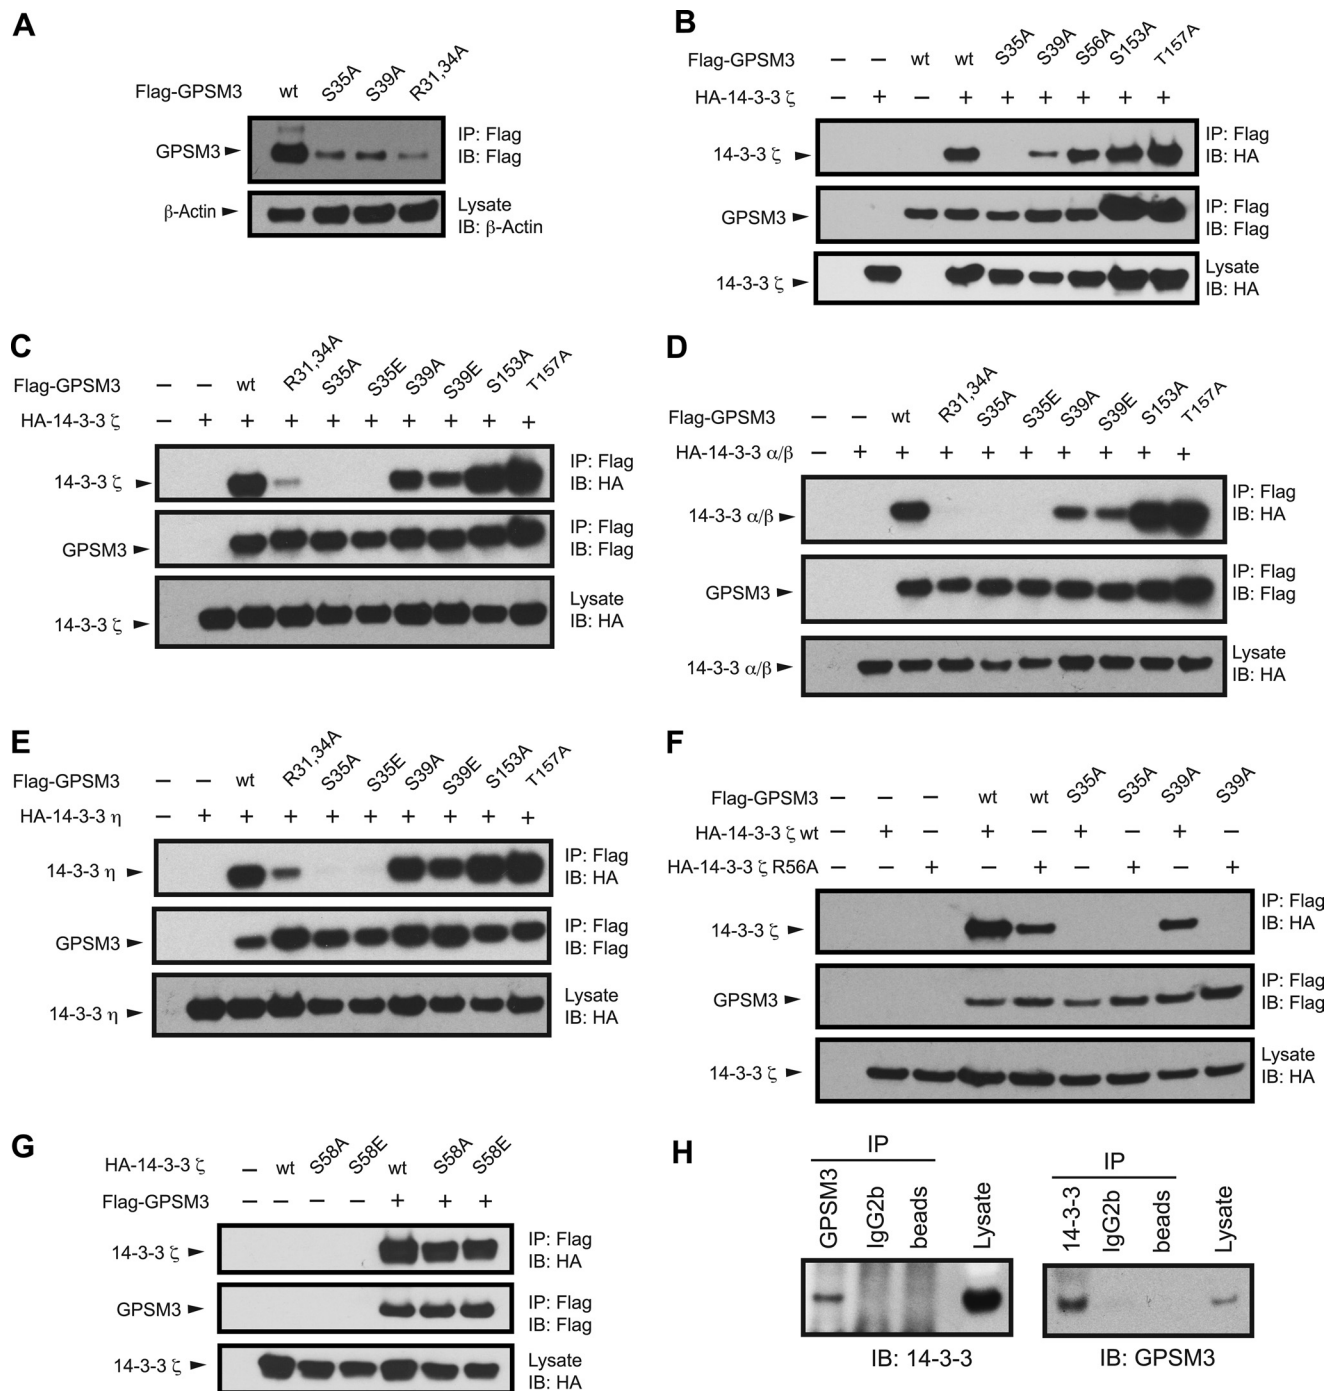 A
Flag-GPSM3 wt S35A S39A R31,34A
GPSM3 IP: Flag
IB: Flag
β-Actin Lysate
IB: β-Actin
B
Flag-GPSM3 – – wt wt S35A S39A S56A S153A T157A
HA-14-3-3 ζ – + – + + + + + +
14-3-3 ζ IP: Flag
IB: HA
GPSM3 IP: Flag
IB: Flag
14-3-3 ζ Lysate
IB: HA
C
Flag-GPSM3 – – wt R31,34A S35A S35E S39A S39E S153A T157A
HA-14-3-3 ζ – + + + + + + + + +
14-3-3 ζ IP: Flag
IB: HA
GPSM3 IP: Flag
IB: Flag
14-3-3 ζ Lysate
IB: HA
D
Flag-GPSM3 – – wt R31,34A S35A S35E S39A S39E S153A T157A
HA-14-3-3 α/β – + + + + + + + + +
14-3-3 α/β IP: Flag
IB: HA
GPSM3 IP: Flag
IB: Flag
14-3-3 α/β Lysate
IB: HA
E
Flag-GPSM3 – – wt R31,34A S35A S35E S39A S39E S153A T157A
HA-14-3-3 η – + + + + + + + + +
14-3-3 η IP: Flag
IB: HA
GPSM3 IP: Flag
IB: Flag
14-3-3 η Lysate
IB: HA
F
Flag-GPSM3 – – – wt wt S35A S35A S39A S39A
HA-14-3-3 ζ wt – + – + – + – + –
HA-14-3-3 ζ R56A – – + – + – + – +
14-3-3 ζ IP: Flag
IB: HA
GPSM3 IP: Flag
IB: Flag
14-3-3 ζ Lysate
IB: HA
G
HA-14-3-3 ζ – wt S58A S58E wt S58A S58E
Flag-GPSM3 – – – – + + +
14-3-3 ζ IP: Flag
IB: HA
GPSM3 IP: Flag
IB: Flag
14-3-3 ζ Lysate
IB: HA
H
IP
GPSM3 IgG2b beads Lysate
IB: 14-3-3
IP
14-3-3 IgG2b beads Lysate
IB: GPSM3